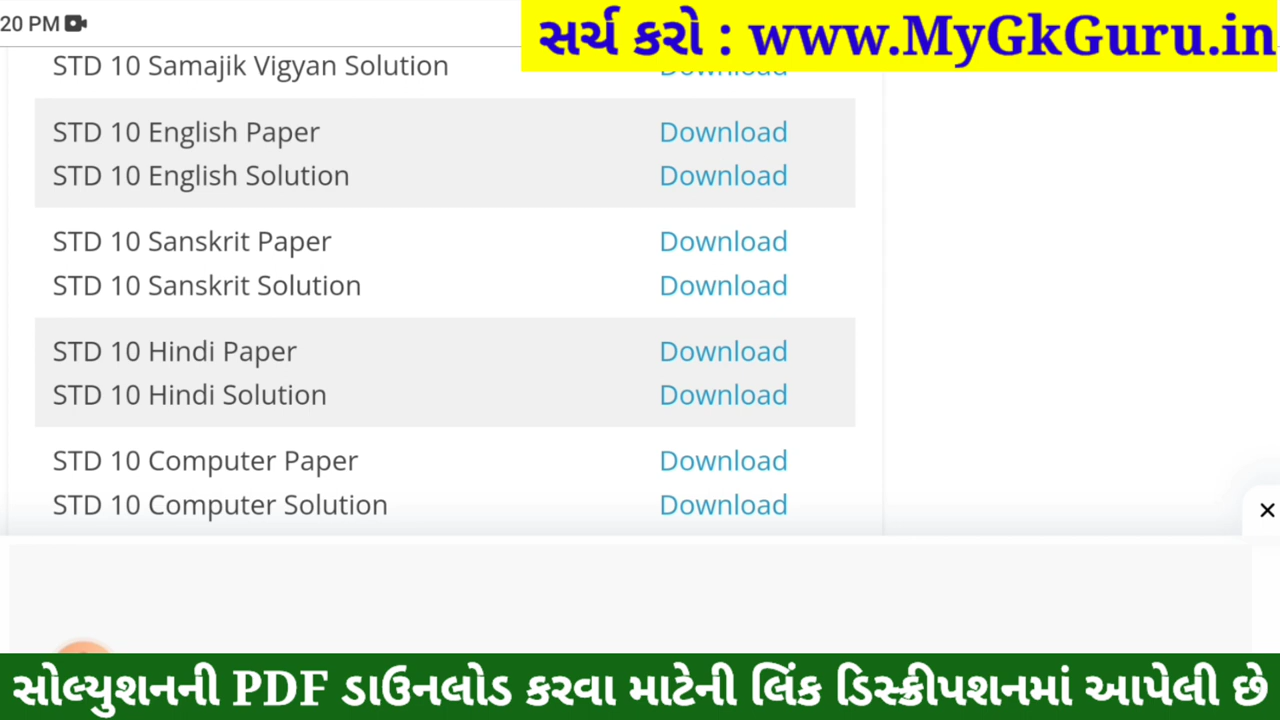 20 PM
સર્ચ કરો : www.MyGkGuru.in
STD 10 Samajik Vigyan Solution Download
STD 10 English Paper Download
STD 10 English Solution Download
STD 10 Sanskrit Paper Download
STD 10 Sanskrit Solution Download
STD 10 Hindi Paper Download
STD 10 Hindi Solution Download
STD 10 Computer Paper Download
STD 10 Computer Solution Download
સોલ્યુશનની PDF ડાઉનલોડ કરવા માટેની લિંક ડિસ્ક્રીપશનમાં આપેલી છે